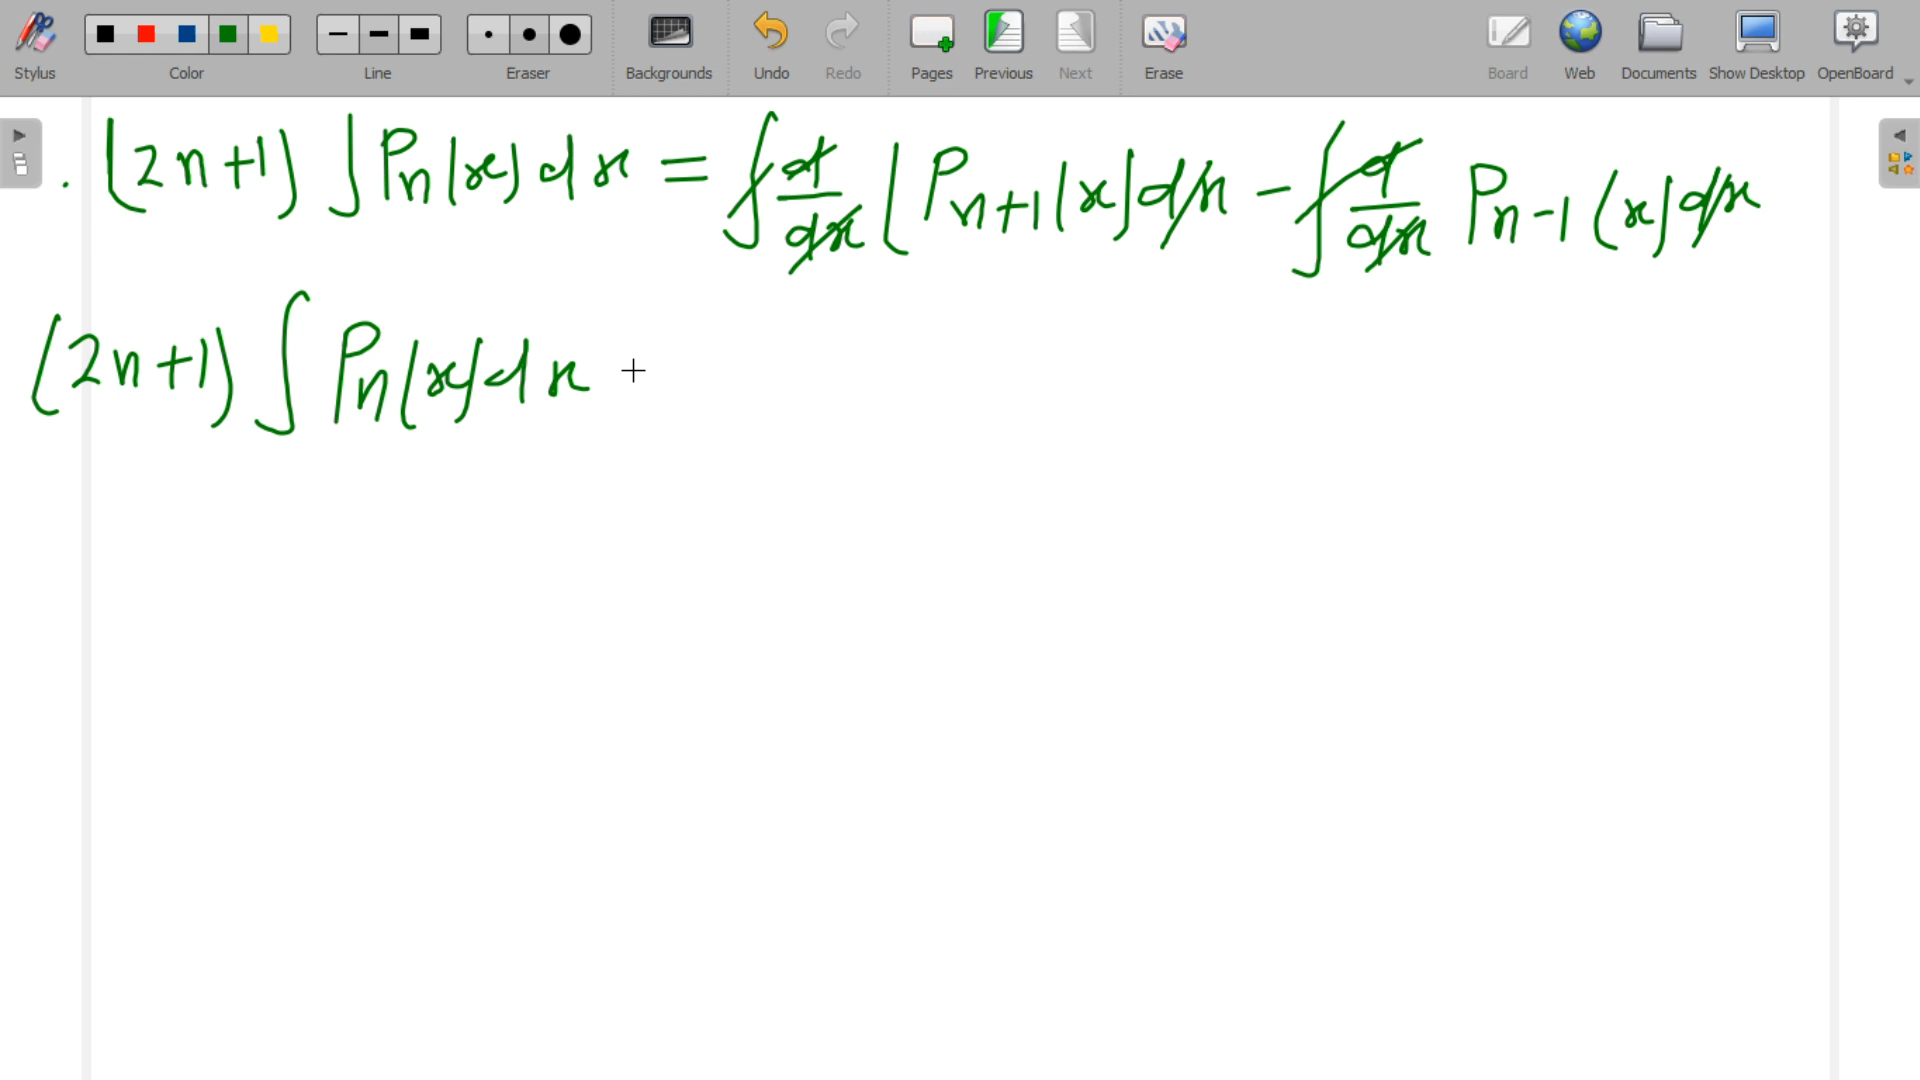 Stylus Color Line Eraser Backgrounds Undo Redo Pages Previous Next Erase Board Web Documents Show Desktop OpenBoard
. (2n+1) ∫ Pn(x) dx = ∫ d/dx [Pn+1(x) dx − ∫ d/dx Pn-1(x) dx
(2n+1) ∫ Pn(x) dx